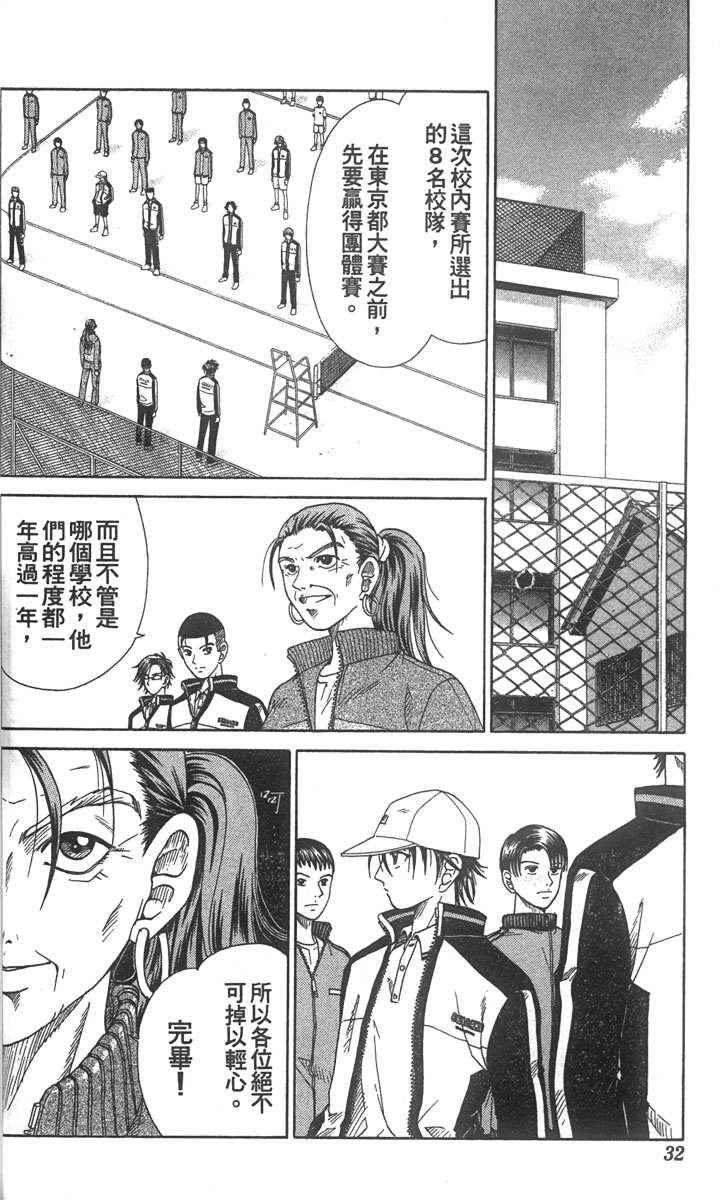 這次校內賽所選出
的8名校隊，
在東京都大賽之前，
先要贏得團體賽。
而且不管是
哪個學校，他
們的程度都一
年高過一年，
所以各位絕不
可掉以輕心。
完畢！
32